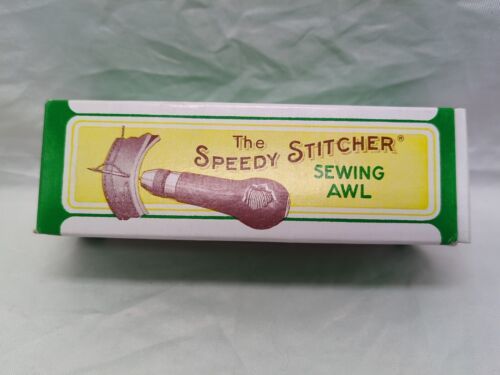 The
SPEEDY STITCHER®
SEWING
AWL